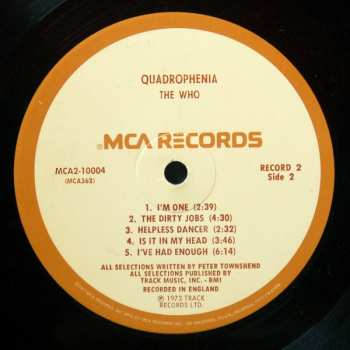 QUADROPHENIA
THE WHO
MCA RECORDS
MCA2-10004
(MCA363)
RECORD 2
Side 2
1. I'M ONE (2:39)
2. THE DIRTY JOBS (4:30)
3. HELPLESS DANCER (2:32)
4. IS IT IN MY HEAD (3:46)
5. I'VE HAD ENOUGH (6:14)
ALL SELECTIONS WRITTEN BY PETER TOWNSHEND
ALL SELECTIONS PUBLISHED BY
TRACK MUSIC, INC. - BMI
RECORDED IN ENGLAND
℗ 1973 TRACK
RECORDS LTD.